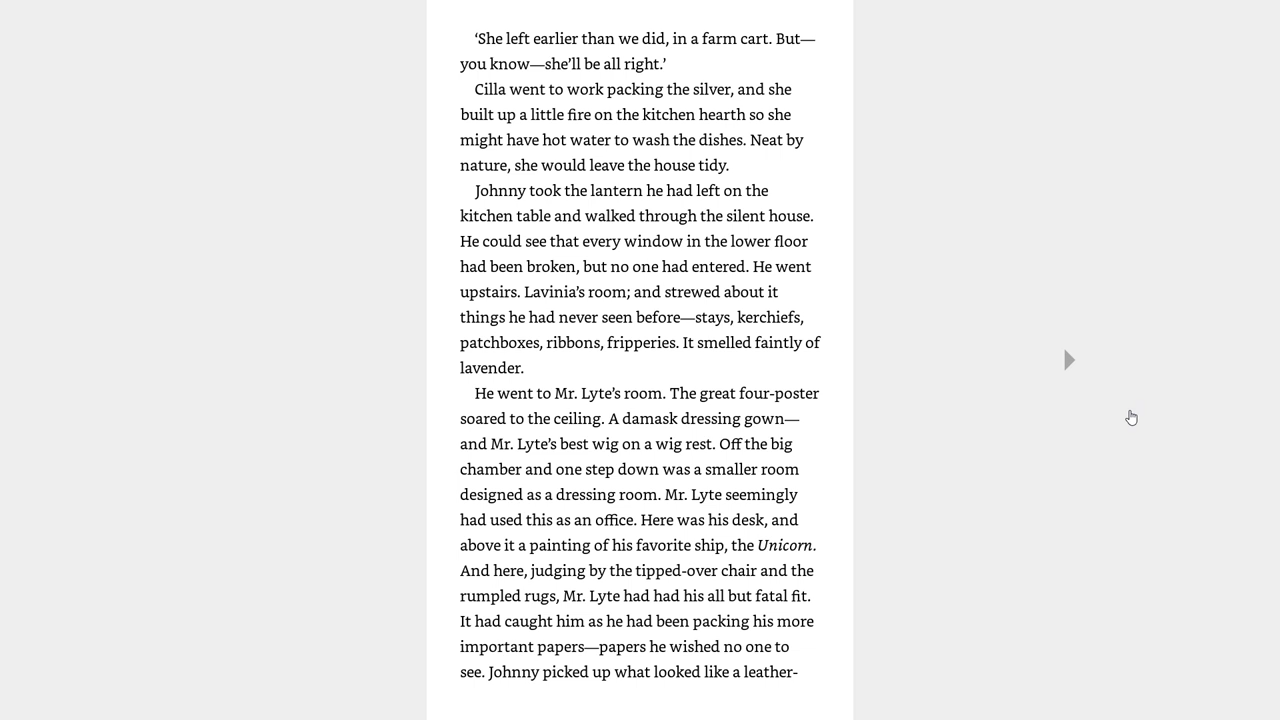 ‘She left earlier than we did, in a farm cart. But—
you know—she’ll be all right.’
Cilla went to work packing the silver, and she
built up a little fire on the kitchen hearth so she
might have hot water to wash the dishes. Neat by
nature, she would leave the house tidy.
Johnny took the lantern he had left on the
kitchen table and walked through the silent house.
He could see that every window in the lower floor
had been broken, but no one had entered. He went
upstairs. Lavinia’s room; and strewed about it
things he had never seen before—stays, kerchiefs,
patchboxes, ribbons, fripperies. It smelled faintly of
lavender.
He went to Mr. Lyte’s room. The great four-poster
soared to the ceiling. A damask dressing gown—
and Mr. Lyte’s best wig on a wig rest. Off the big
chamber and one step down was a smaller room
designed as a dressing room. Mr. Lyte seemingly
had used this as an office. Here was his desk, and
above it a painting of his favorite ship, the Unicorn.
And here, judging by the tipped-over chair and the
rumpled rugs, Mr. Lyte had had his all but fatal fit.
It had caught him as he had been packing his more
important papers—papers he wished no one to
see. Johnny picked up what looked like a leather-